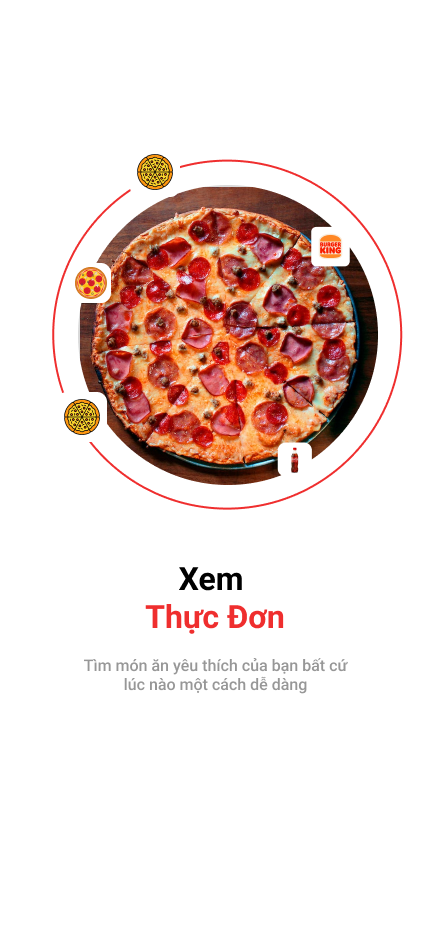 BURGER
KING
Xem
Thực Đơn
Tìm món ăn yêu thích của bạn bất cứ
lúc nào một cách dễ dàng